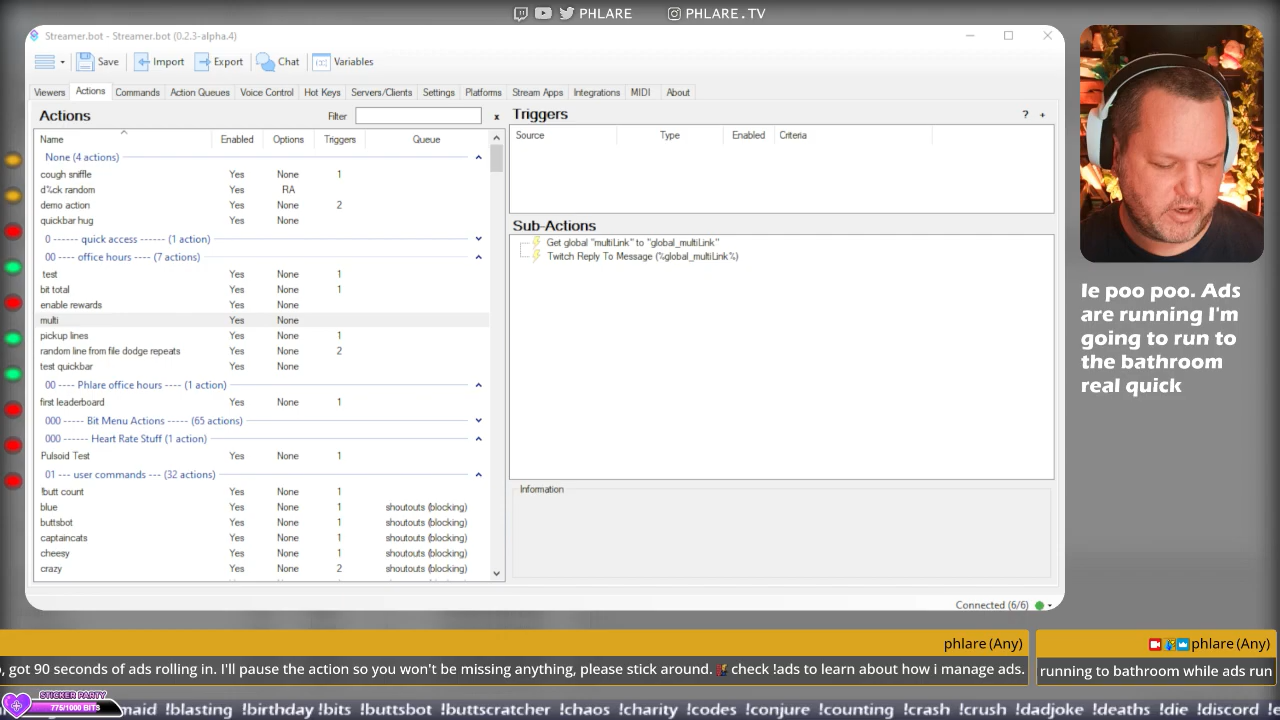 PHLARE PHLARE.TV
Streamer.bot - Streamer.bot (0.2.3-alpha.4)
Save Import Export Chat Variables
Viewers Actions Commands Action Queues Voice Control Hot Keys Servers/Clients Settings Platforms Stream Apps Integrations MIDI About
Actions Filter x
Name Enabled Options Triggers Queue
None (4 actions)
cough sniffle Yes None 1
d%ck random Yes RA
demo action Yes None 2
quickbar hug Yes None
0 ------ quick access ------ (1 action)
00 ---- office hours ---- (7 actions)
test Yes None 1
bit total Yes None 1
enable rewards Yes None
multi Yes None
pickup lines Yes None 1
random line from file dodge repeats Yes None 2
test quickbar Yes None
00 ---- Phlare office hours ---- (1 action)
first leaderboard Yes None 1
000 ----- Bit Menu Actions ----- (65 actions)
000 ------ Heart Rate Stuff (1 action)
Pulsoid Test Yes None 1
01 --- user commands --- (32 actions)
!butt count Yes None 1
blue Yes None 1 shoutouts (blocking)
buttsbot Yes None 1 shoutouts (blocking)
captaincats Yes None 1 shoutouts (blocking)
cheesy Yes None 1 shoutouts (blocking)
crazy Yes None 2 shoutouts (blocking)
Triggers ? +
Source Type Enabled Criteria
Sub-Actions
Get global "multiLink" to "global_multiLink"
Twitch Reply To Message (%global_multiLink%)
Information
Connected (6/6)
le poo poo. Ads
are running I'm
going to run to
the bathroom
real quick
phlare (Any)
, got 90 seconds of ads rolling in. I'll pause the action so you won't be missing anything, please stick around. check !ads to learn about how i manage ads.
phlare (Any)
running to bathroom while ads run
STICKER PARTY
775/1000 BITS
maid !blasting !birthday !bits !buttsbot !buttscratcher !chaos !charity !codes !conjure !counting !crash !crush !dadjoke !deaths !die !discord